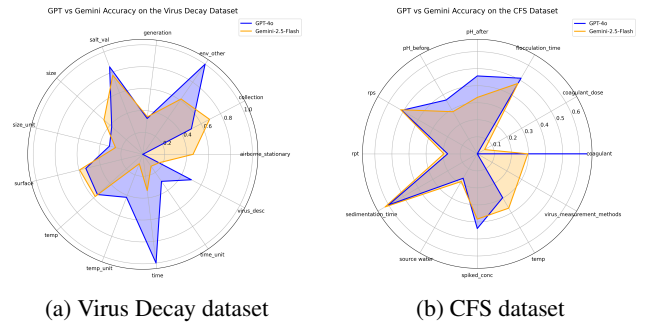 GPT vs Gemini Accuracy on the Virus Decay Dataset
GPT-4o
Gemini-2.5-Flash
generation
salt_val
env_other
size
collection
size_unit
airborne_stationary
surface
virus_desc
temp
time_unit
temp_unit
time
0.2
0.4
0.6
0.8
1.0
(a) Virus Decay dataset
GPT vs Gemini Accuracy on the CFS Dataset
GPT-4o
Gemini-2.5-Flash
pH_after
pH_before
flocculation_time
rps
coagulant_dose
rpt
coagulant
sedimentation_time
virus_measurement_methods
source water
temp
spiked_conc
0.1
0.2
0.3
0.4
0.5
0.6
(b) CFS dataset